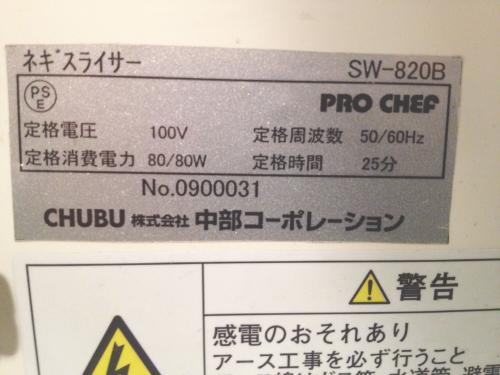 ネギスライサー SW-820B
PSE PRO CHEF
定格電圧 100V 定格周波数 50/60Hz
定格消費電力 80/80W 定格時間 25分
No.0900031
CHUBU 株式会社 中部コーポレーション
警告
感電のおそれあり
アース工事を必ず行うこと